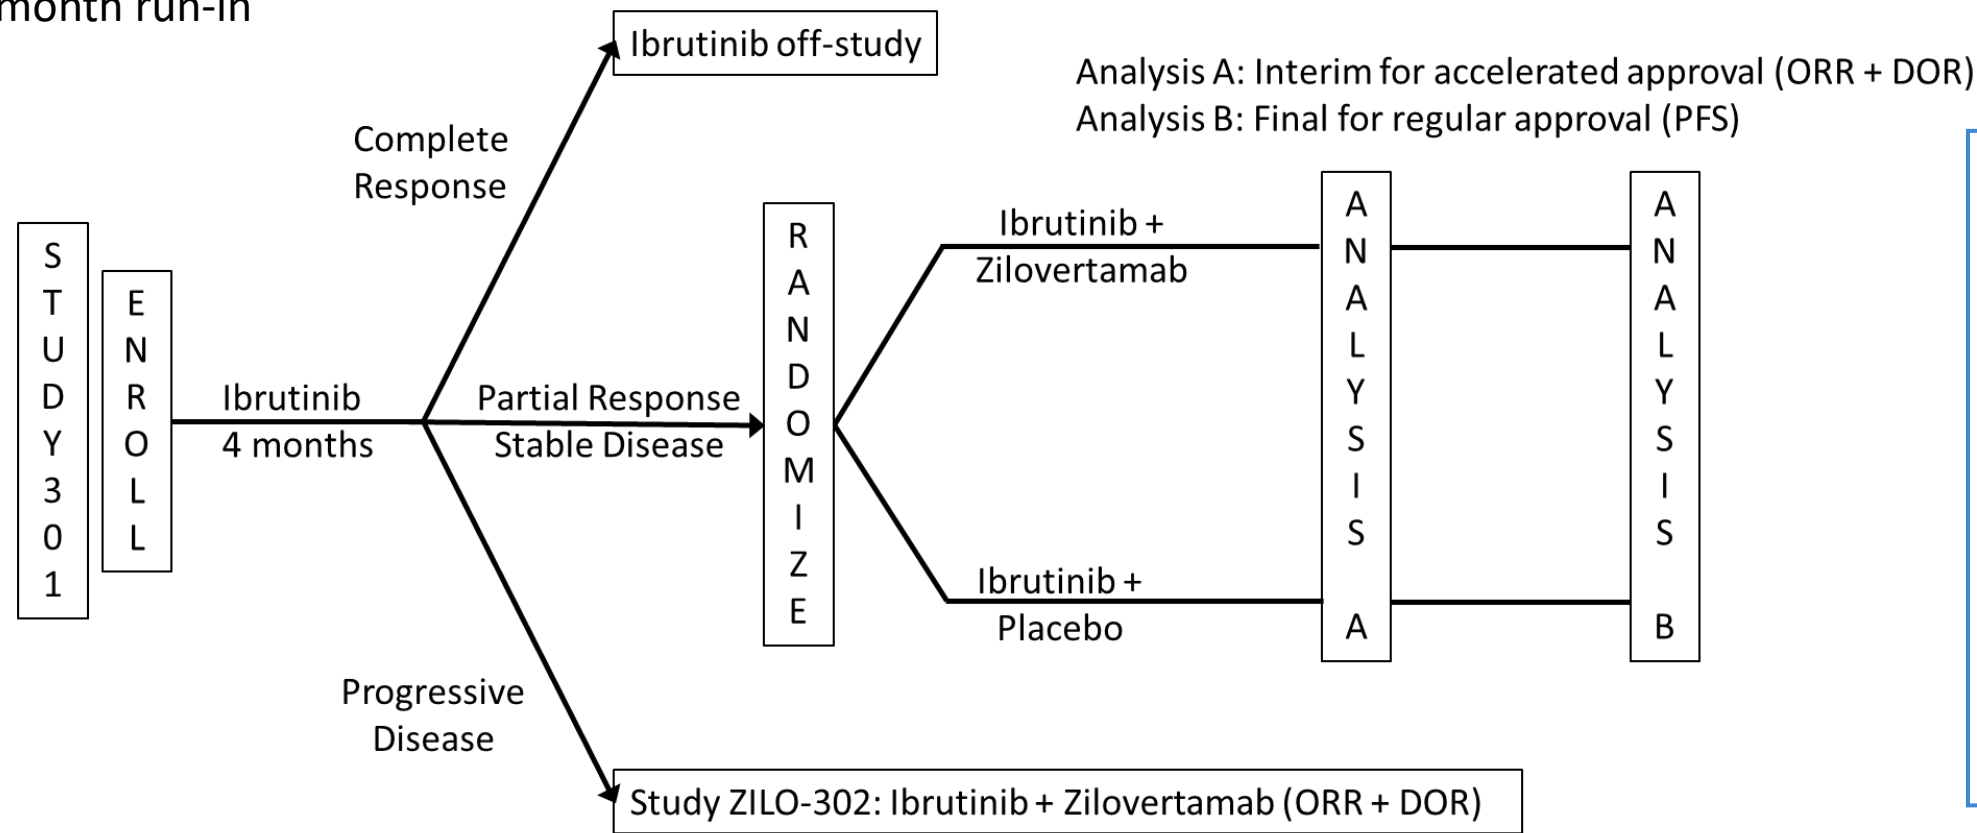 month run-in
Ibrutinib off-study
Analysis A: Interim for accelerated approval (ORR + DOR)
Analysis B: Final for regular approval (PFS)
Complete
Response
STUDY301
ENROLL
Ibrutinib
4 months
Partial Response
Stable Disease
RANDOMIZE
Ibrutinib +
Zilovertamab
Ibrutinib +
Placebo
ANALYSIS A
ANALYSIS B
Progressive
Disease
Study ZILO-302: Ibrutinib + Zilovertamab (ORR + DOR)